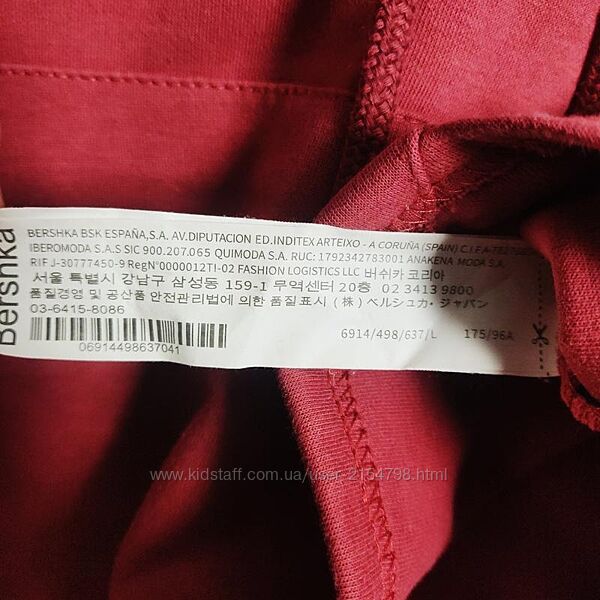 Bershka
BERSHKA BSK ESPAÑA,S.A. AV.DIPUTACION ED.INDITEX ARTEIXO - A CORUÑA (SPAIN) C.I.F.
IBEROMODA S.A.S SIC 900.207.065 QUIMODA S.A. RUC: 1792342783001 ANAKENA MODA S.A.
RIF J-30777450-9 RegN°0000012TI-02 FASHION LOGISTICS LLC 버쉬카 코리아
서울 특별시 강남구 삼성동 159-1 무역센터 20층 02 3413 9800
품질경영 및 공산품 안전관리법에 의한 품질표시 (株) ベルシュカ・ジャパン
03-6415-8086
06914498637041
6914/498/637/L
175/96A
www.kidstaff.com.ua/user-2154798.html